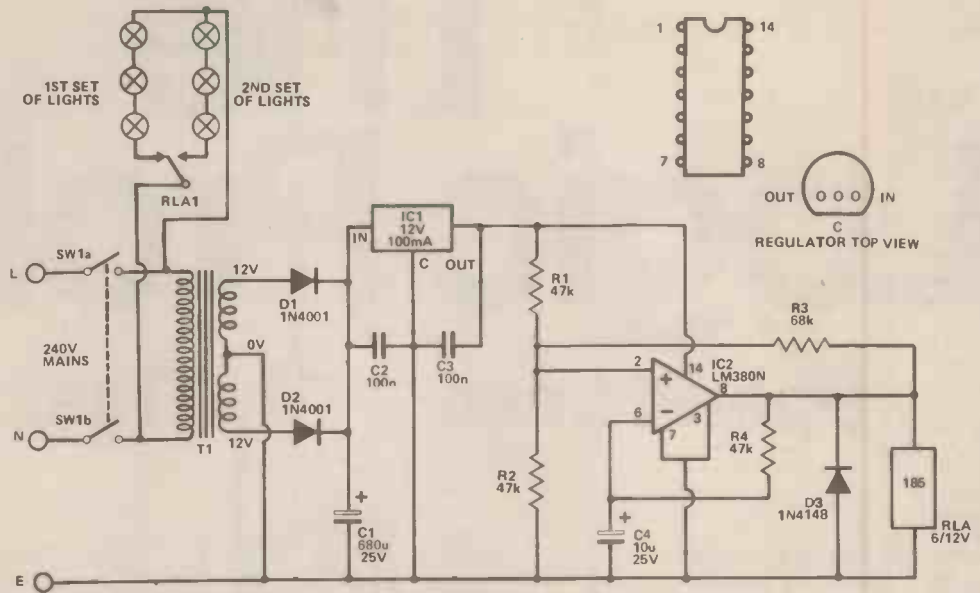 1ST SET
OF LIGHTS
2ND SET
OF LIGHTS
RLA1
1
14
7
8
OUT
IN
C
REGULATOR TOP VIEW
L
SW1a
240V
MAINS
SW1b
N
E
T1
12V
0V
12V
D1
1N4001
D2
1N4001
IN
IC1
12V
100mA
C
OUT
C2
100n
C3
100n
C1
680u
25V
+
R1
47k
R2
47k
R3
68k
2
6
+
−
14
7
3
8
IC2
LM380N
R4
47k
+
C4
10u
25V
D3
1N4148
185
RLA
6/12V